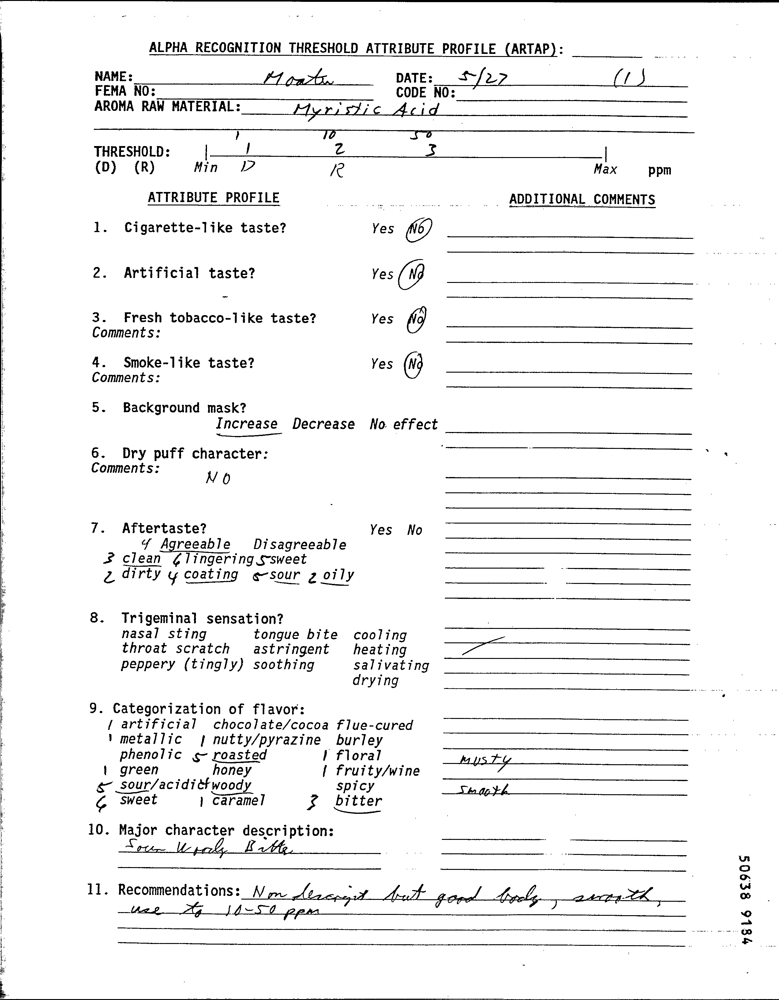 ALPHA RECOGNITION THRESHOLD ATTRIBUTE PROFILE (ARTAP):
NAME: DATE: 5/27 (1)
FEMA NO: CODE NO:
AROMA RAW MATERIAL: Myristic Acid
1 10 50
THRESHOLD: 1 2 3
(D) (R) Min D R Max ppm
ATTRIBUTE PROFILE ADDITIONAL COMMENTS
1. Cigarette-like taste? Yes No
2. Artificial taste? Yes No
3. Fresh tobacco-like taste? Yes No
Comments:
4. Smoke-like taste? Yes No
Comments:
5. Background mask?
Increase Decrease No effect
6. Dry puff character:
Comments:
NO
7. Aftertaste? Yes No
4 Agreeable Disagreeable
3 clean 6 lingering 5 sweet
2 dirty 4 coating 5 sour 2 oily
8. Trigeminal sensation?
nasal sting tongue bite cooling
throat scratch astringent heating
peppery (tingly) soothing salivating
drying
9. Categorization of flavor:
1 artificial chocolate/cocoa flue-cured
1 metallic 1 nutty/pyrazine burley
phenolic 5 roasted 1 floral musty
1 green honey 1 fruity/wine
5 sour/acidic woody spicy smooth
6 sweet 1 caramel 3 bitter
10. Major character description:
Sour Woody Bitter
11. Recommendations: Non descript but good body, smooth,
use to 10-50 ppm
50638 9184